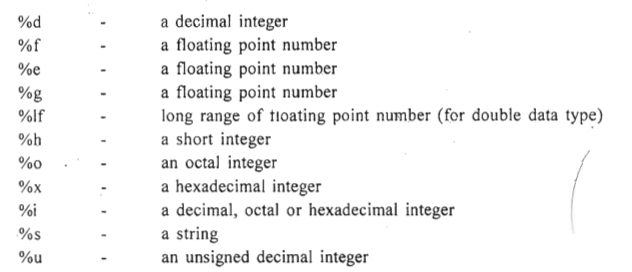 %d - a decimal integer
%f - a floating point number
%e - a floating point number
%g - a floating point number
%lf - long range of floating point number (for double data type)
%h - a short integer
%o - an octal integer
%x - a hexadecimal integer
%i - a decimal, octal or hexadecimal integer
%s - a string
%u - an unsigned decimal integer